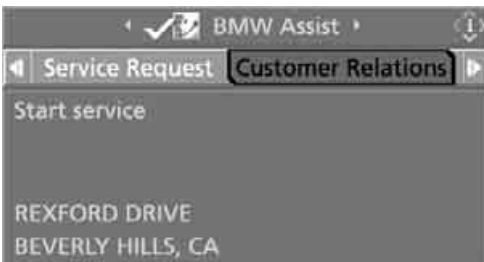 BMW Assist
i
Service Request Customer Relations
Start service
REXFORD DRIVE
BEVERLY HILLS, CA